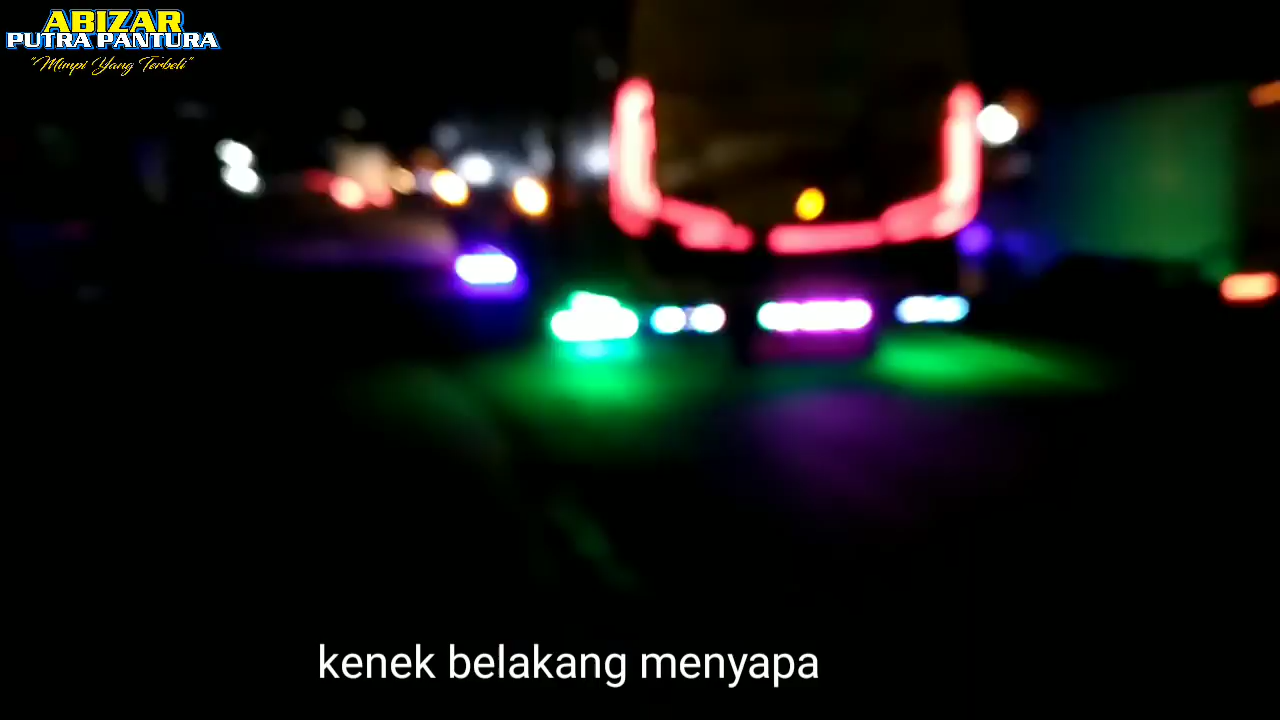 ABIZAR
PUTRA PANTURA
"Mimpi Yang Terbeli"
kenek belakang menyapa